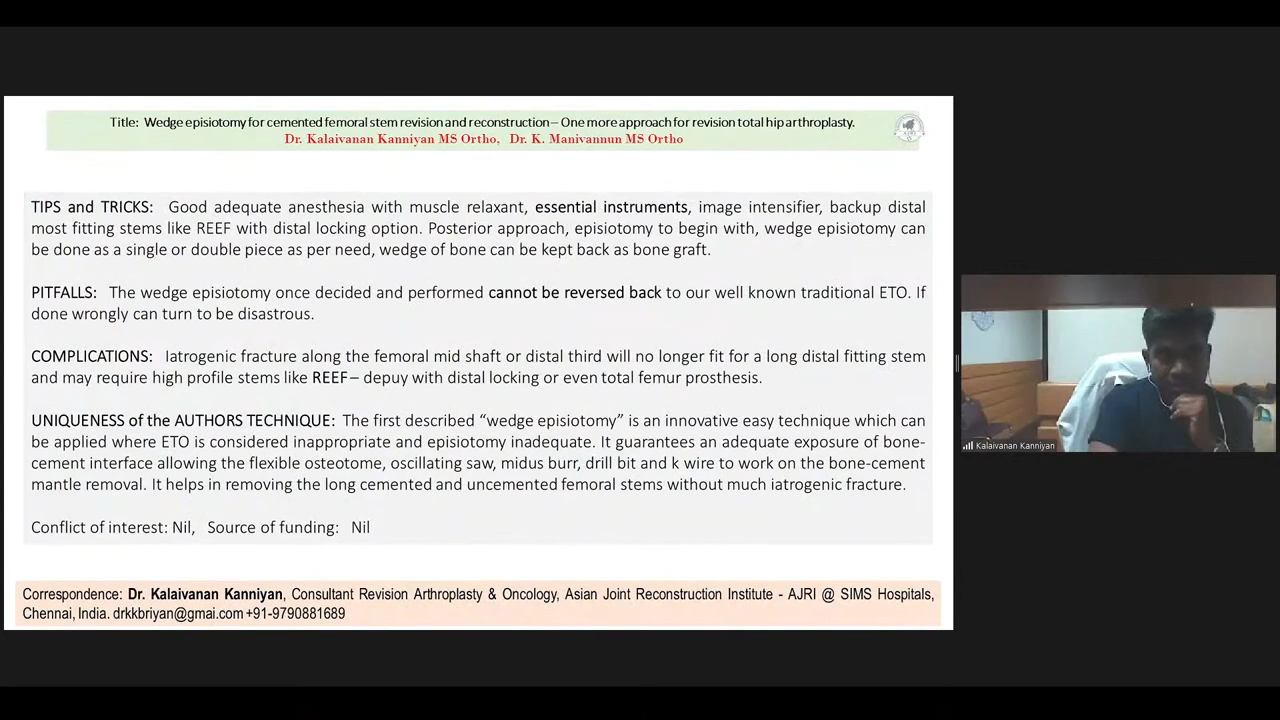 Title: Wedge episiotomy for cemented femoral stem revision and reconstruction – One more approach for revision total hip arthroplasty.
Dr. Kalaivanan Kanniyan MS Ortho, Dr. K. Manivannun MS Ortho
AJRI
TIPS and TRICKS: Good adequate anesthesia with muscle relaxant, essential instruments, image intensifier, backup distal
most fitting stems like REEF with distal locking option. Posterior approach, episiotomy to begin with, wedge episiotomy can
be done as a single or double piece as per need, wedge of bone can be kept back as bone graft.
PITFALLS: The wedge episiotomy once decided and performed cannot be reversed back to our well known traditional ETO. If
done wrongly can turn to be disastrous.
COMPLICATIONS: Iatrogenic fracture along the femoral mid shaft or distal third will no longer fit for a long distal fitting stem
and may require high profile stems like REEF – depuy with distal locking or even total femur prosthesis.
UNIQUENESS of the AUTHORS TECHNIQUE: The first described “wedge episiotomy” is an innovative easy technique which can
be applied where ETO is considered inappropriate and episiotomy inadequate. It guarantees an adequate exposure of bone-
cement interface allowing the flexible osteotome, oscillating saw, midus burr, drill bit and k wire to work on the bone-cement
mantle removal. It helps in removing the long cemented and uncemented femoral stems without much iatrogenic fracture.
Conflict of interest: Nil, Source of funding: Nil
Correspondence: Dr. Kalaivanan Kanniyan, Consultant Revision Arthroplasty & Oncology, Asian Joint Reconstruction Institute - AJRI @ SIMS Hospitals,
Chennai, India. drkkbriyan@gmai.com +91-9790881689
Kalaivanan Kanniyan